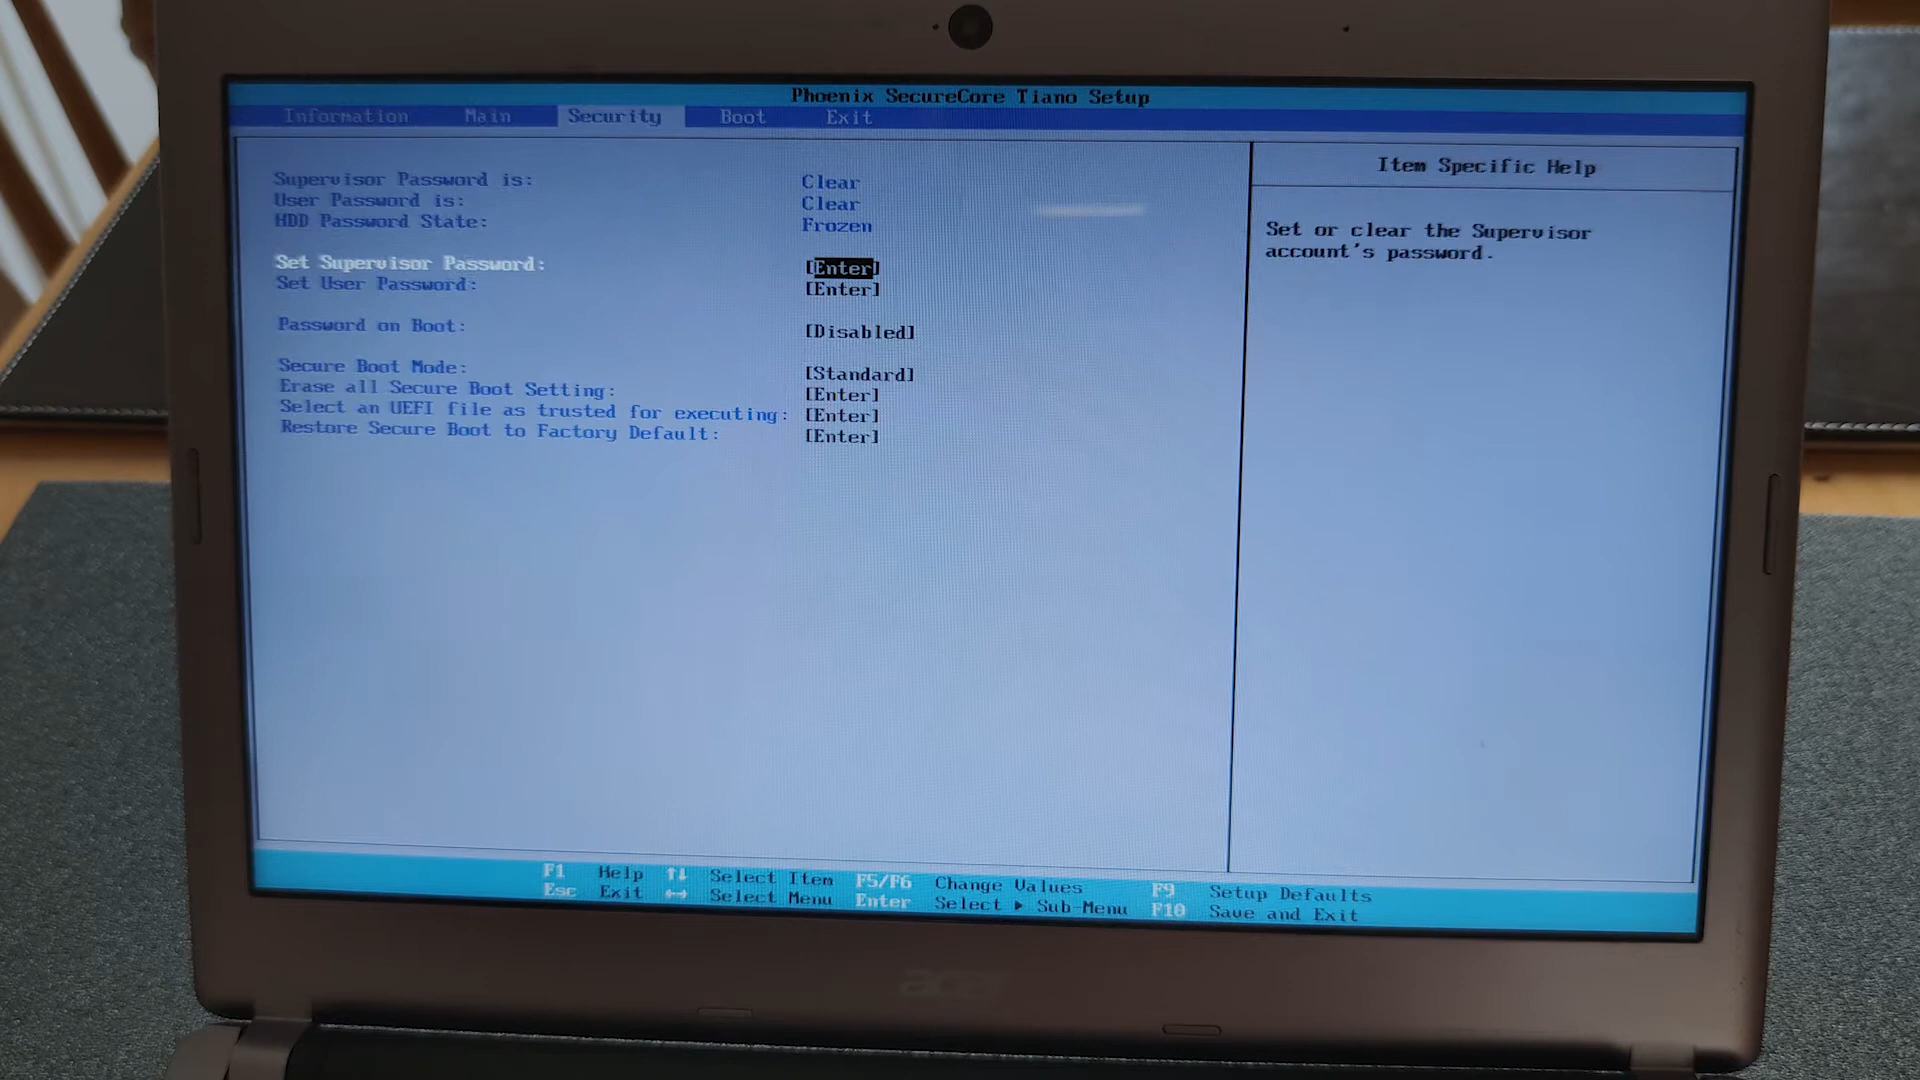 Phoenix SecureCore Tiano Setup
Information Main Security Boot Exit
Item Specific Help
Supervisor Password is: Clear
User Password is: Clear
HDD Password State: Frozen
Set Supervisor Password: [Enter]
Set User Password: [Enter]
Password on Boot: [Disabled]
Secure Boot Mode: [Standard]
Erase all Secure Boot Setting: [Enter]
Select an UEFI file as trusted for executing: [Enter]
Restore Secure Boot to Factory Default: [Enter]
Set or clear the Supervisor
account's password.
F1 Help ↑↓ Select Item F5/F6 Change Values F9 Setup Defaults
Esc Exit ↔ Select Menu Enter Select ▶ Sub-Menu F10 Save and Exit
acer